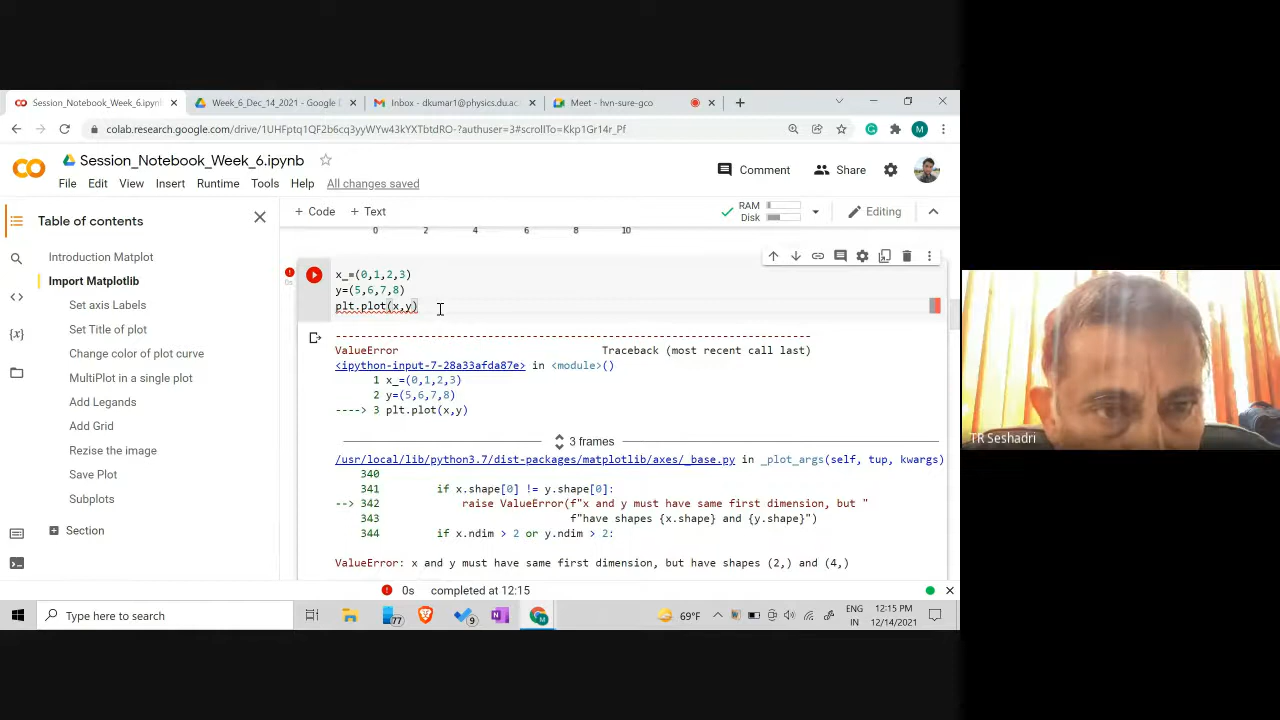 Session_Notebook_Week_6.ipynb
Week_6_Dec_14_2021 - Google D
Inbox - dkumar1@physics.du.ac
Meet - hvn-sure-gco
colab.research.google.com/drive/1UHFptq1QF2b6cq3yyWYw43kYXTbtdRO-?authuser=3#scrollTo=Kkp1Gr14r_Pf
M
Session_Notebook_Week_6.ipynb
Comment
Share
File Edit View Insert Runtime Tools Help All changes saved
Table of contents
+ Code + Text
RAM
Disk
Editing
Introduction Matplot
Import Matplotlib
Set axis Labels
Set Title of plot
Change color of plot curve
MultiPlot in a single plot
Add Legands
Add Grid
Rezise the image
Save Plot
Subplots
Section
0 2 4 6 8 10
0s
x_=(0,1,2,3)
y=(5,6,7,8)
plt.plot(x,y)
---------------------------------------------------------------------------
ValueError Traceback (most recent call last)
<ipython-input-7-28a33afda87e> in <module>()
1 x_=(0,1,2,3)
2 y=(5,6,7,8)
----> 3 plt.plot(x,y)
3 frames
/usr/local/lib/python3.7/dist-packages/matplotlib/axes/_base.py in _plot_args(self, tup, kwargs)
340
341 if x.shape[0] != y.shape[0]:
--> 342 raise ValueError(f"x and y must have same first dimension, but "
343 f"have shapes {x.shape} and {y.shape}")
344 if x.ndim > 2 or y.ndim > 2:
ValueError: x and y must have same first dimension, but have shapes (2,) and (4,)
0s completed at 12:15
Type here to search
77
9
69°F
ENG
IN
12:15 PM
12/14/2021
TR Seshadri